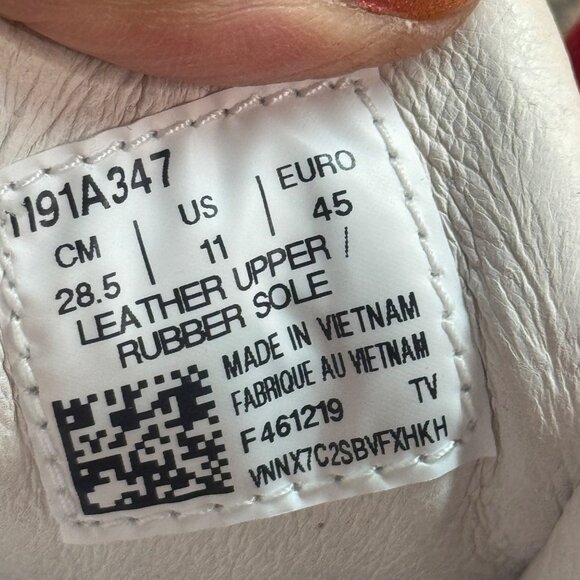 1191A347
CM | US | EURO
28.5 | 11 | 45
LEATHER UPPER /
RUBBER SOLE
MADE IN VIETNAM
FABRIQUE AU VIETNAM
F 461219 TV
VNNX7C2SBVFXHKH